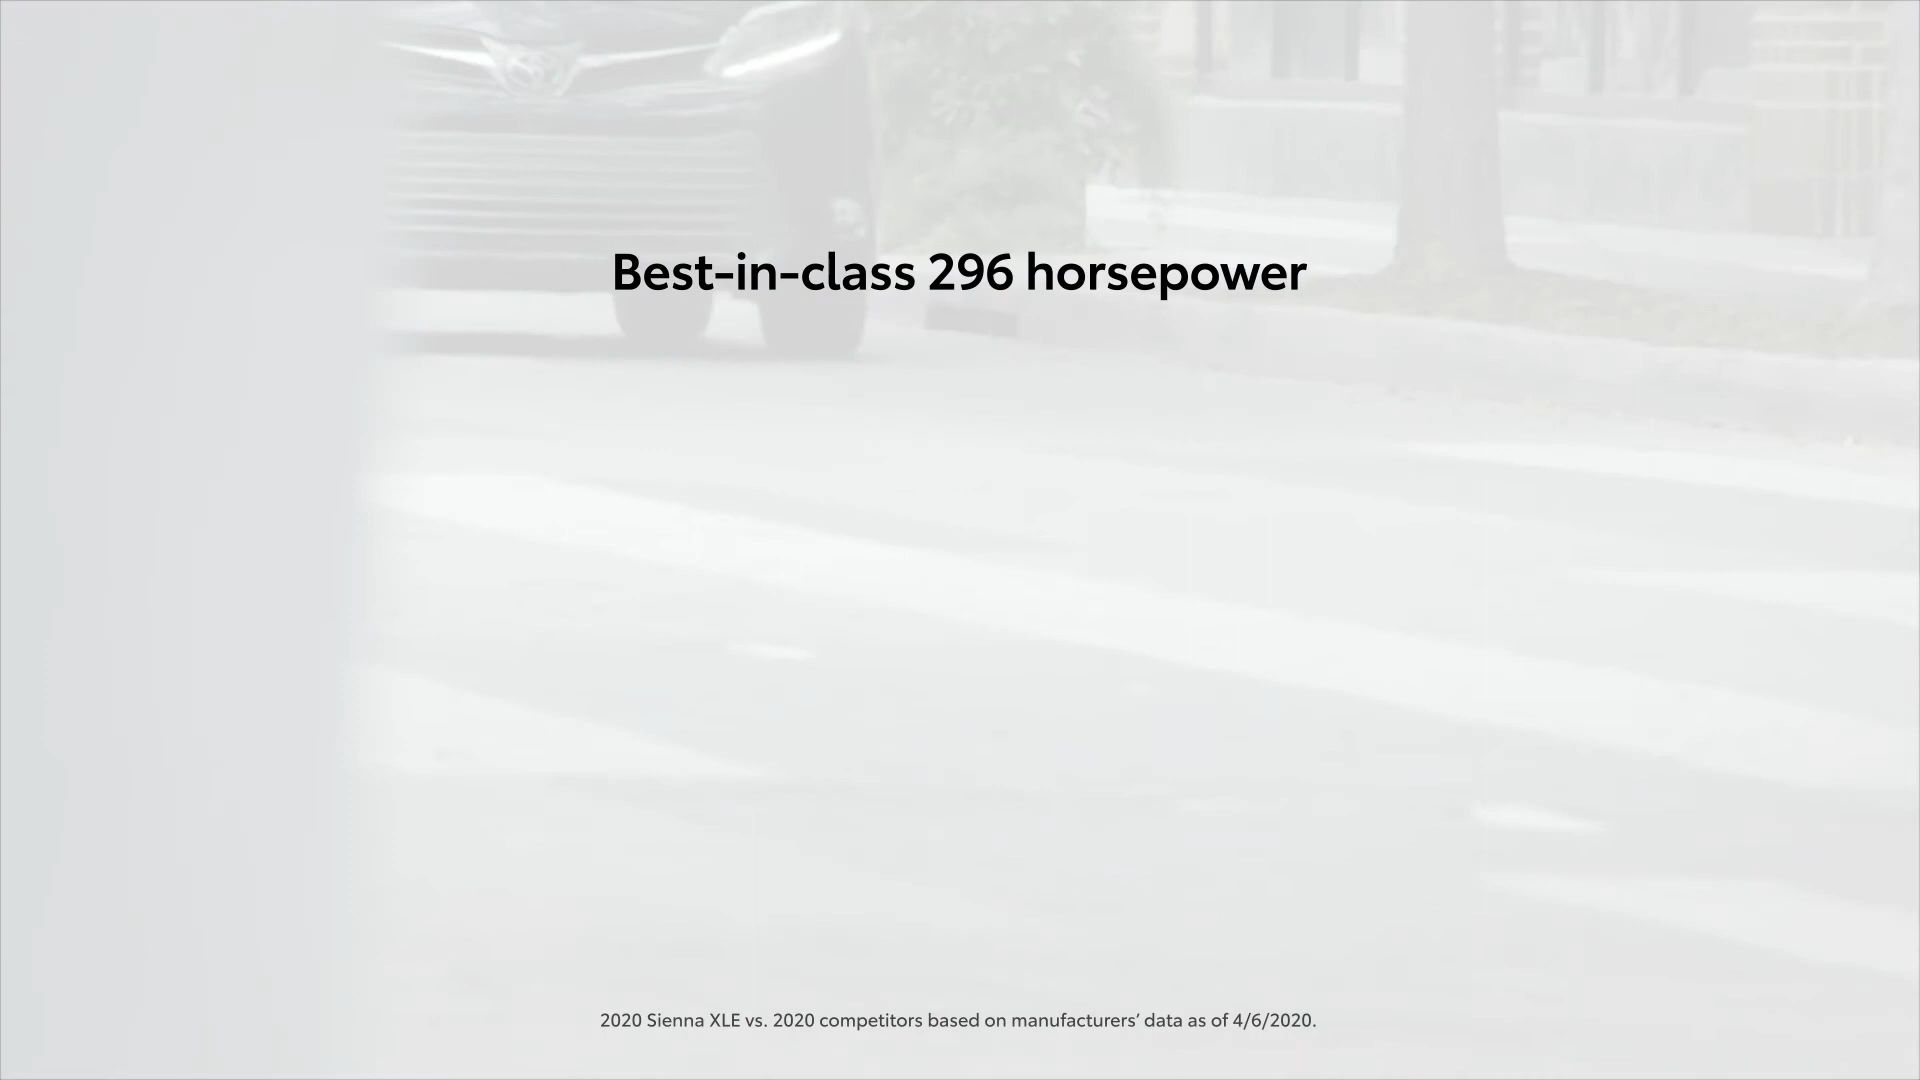 Best-in-class 296 horsepower
2020 Sienna XLE vs. 2020 competitors based on manufacturers’ data as of 4/6/2020.